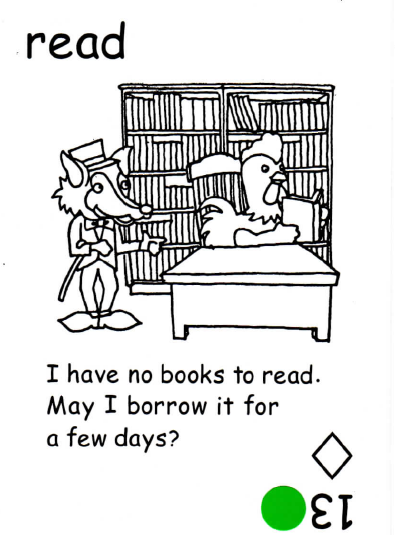 read
I have no books to read.
May I borrow it for
a few days?
13